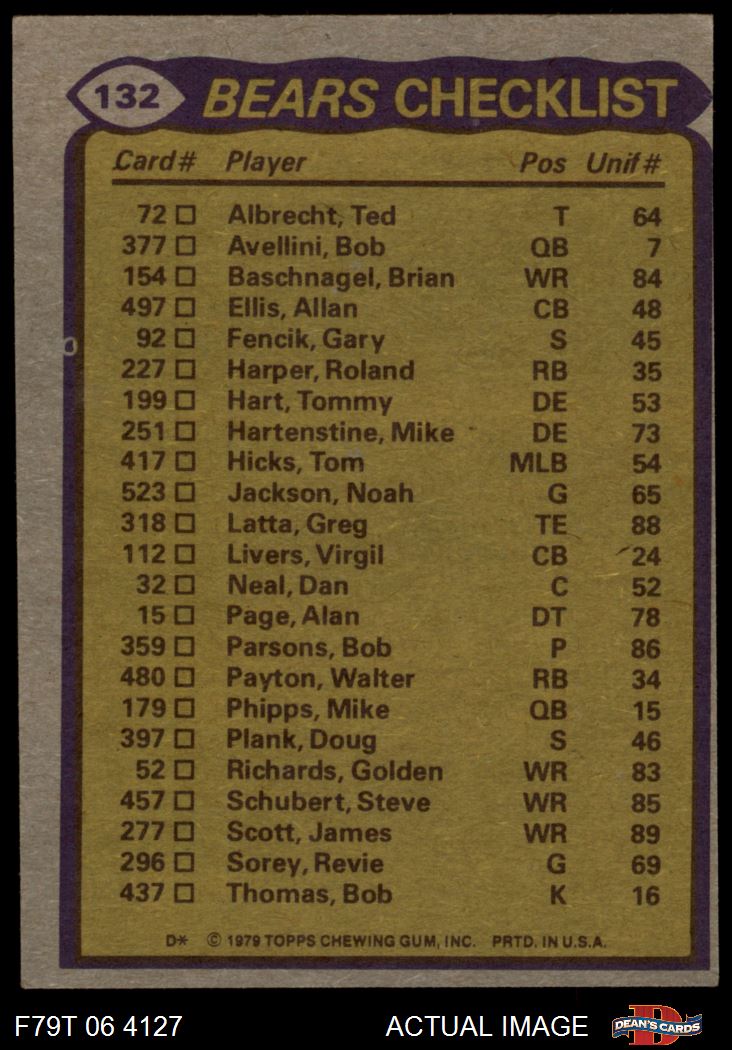 132 BEARS CHECKLIST
Card# Player Pos Unif#
72 □ Albrecht, Ted T 64
377 □ Avellini, Bob QB 7
154 □ Baschnagel, Brian WR 84
497 □ Ellis, Allan CB 48
92 □ Fencik, Gary S 45
227 □ Harper, Roland RB 35
199 □ Hart, Tommy DE 53
251 □ Hartenstine, Mike DE 73
417 □ Hicks, Tom MLB 54
523 □ Jackson, Noah G 65
318 □ Latta, Greg TE 88
112 □ Livers, Virgil CB 24
32 □ Neal, Dan C 52
15 □ Page, Alan DT 78
359 □ Parsons, Bob P 86
480 □ Payton, Walter RB 34
179 □ Phipps, Mike QB 15
397 □ Plank, Doug S 46
52 □ Richards, Golden WR 83
457 □ Schubert, Steve WR 85
277 □ Scott, James WR 89
296 □ Sorey, Revie G 69
437 □ Thomas, Bob K 16
D* © 1979 TOPPS CHEWING GUM, INC. PRTD. IN U.S.A.
F79T 06 4127 ACTUAL IMAGE D DEAN'S CARDS